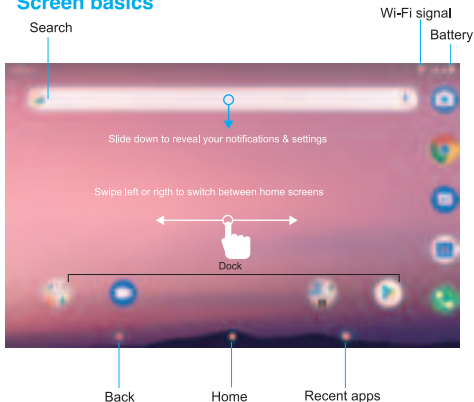 Screen basics
Wi-Fi signal
Search
Battery
Slide down to reveal your notifications & settings
Swipe left or rigth to switch between home screens
Dock
Back
Home
Recent apps